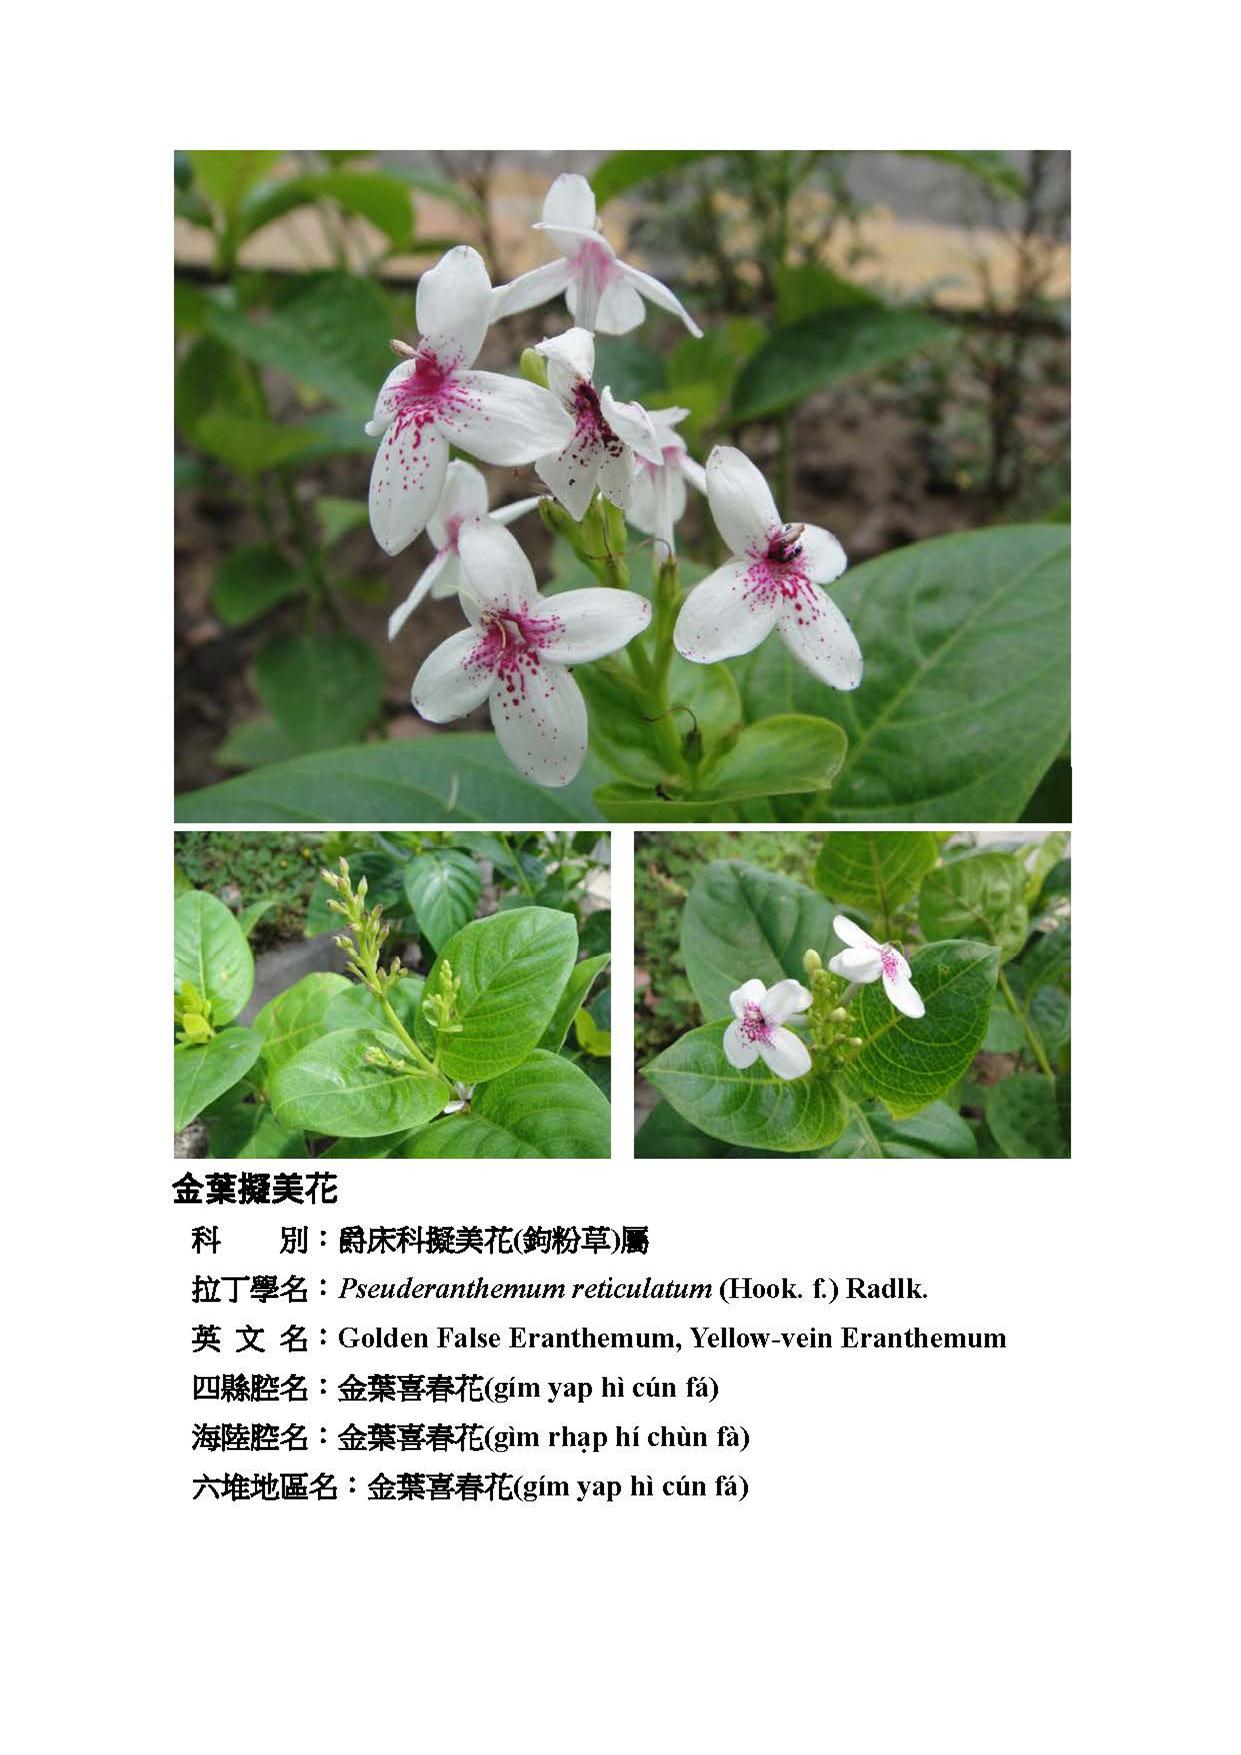 金葉擬美花
科　　別：爵床科擬美花(鉤粉草)屬
拉丁學名：Pseuderanthemum reticulatum (Hook. f.) Radlk.
英 文 名：Golden False Eranthemum, Yellow-vein Eranthemum
四縣腔名：金葉喜春花(gím yap hì cún fá)
海陸腔名：金葉喜春花(gìm rhap hí chùn fà)
六堆地區名：金葉喜春花(gím yap hì cún fá)